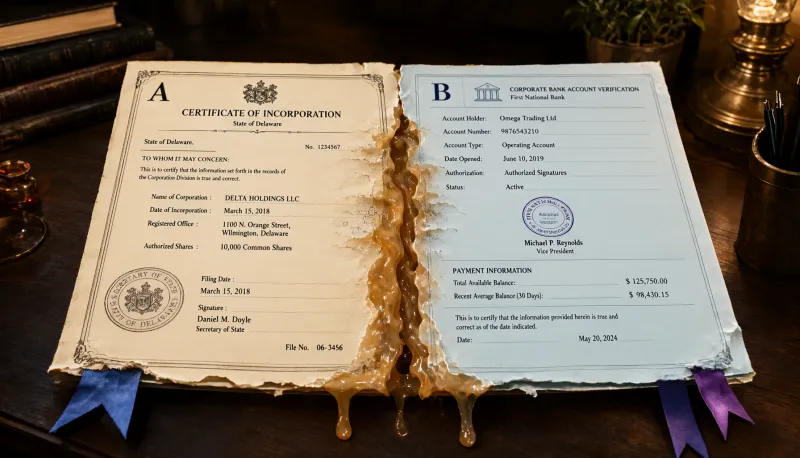 A
CERTIFICATE OF INCORPORATION
State of Delaware
State of Delaware.
No. 1234567
TO WHOM IT MAY CONCERN:
This is to certify that the information set forth in the records of
the Corporation Division is true and correct.
Name of Corporation : DELTA HOLDINGS LLC
Date of Incorporation : March 15, 2018
Registered Office : 1100 N. Orange Street,
Wilmington, Delaware
Authorized Shares : 10,000 Common Shares
Filing Date :
March 15, 2018
Signature :
Daniel M. Doyle
Secretary of State
File No. 06-3456
OF DELA
B
CORPORATE BANK ACCOUNT VERIFICATION
First National Bank
Account Holder: Omega Trading Ltd
Account Number: 9876543210
Account Type: Operating Account
Date Opened: June 10, 2019
Authorization: Authorized Signatures
Status: Active
Michael P. Reynolds
Vice President
PAYMENT INFORMATION
Total Available Balance: $ 125,750.00
Recent Average Balance (30 Days): $ 98,430.15
This is to certify that the information provided herein is true and
correct as of the date indicated.
Date: May 20, 2024